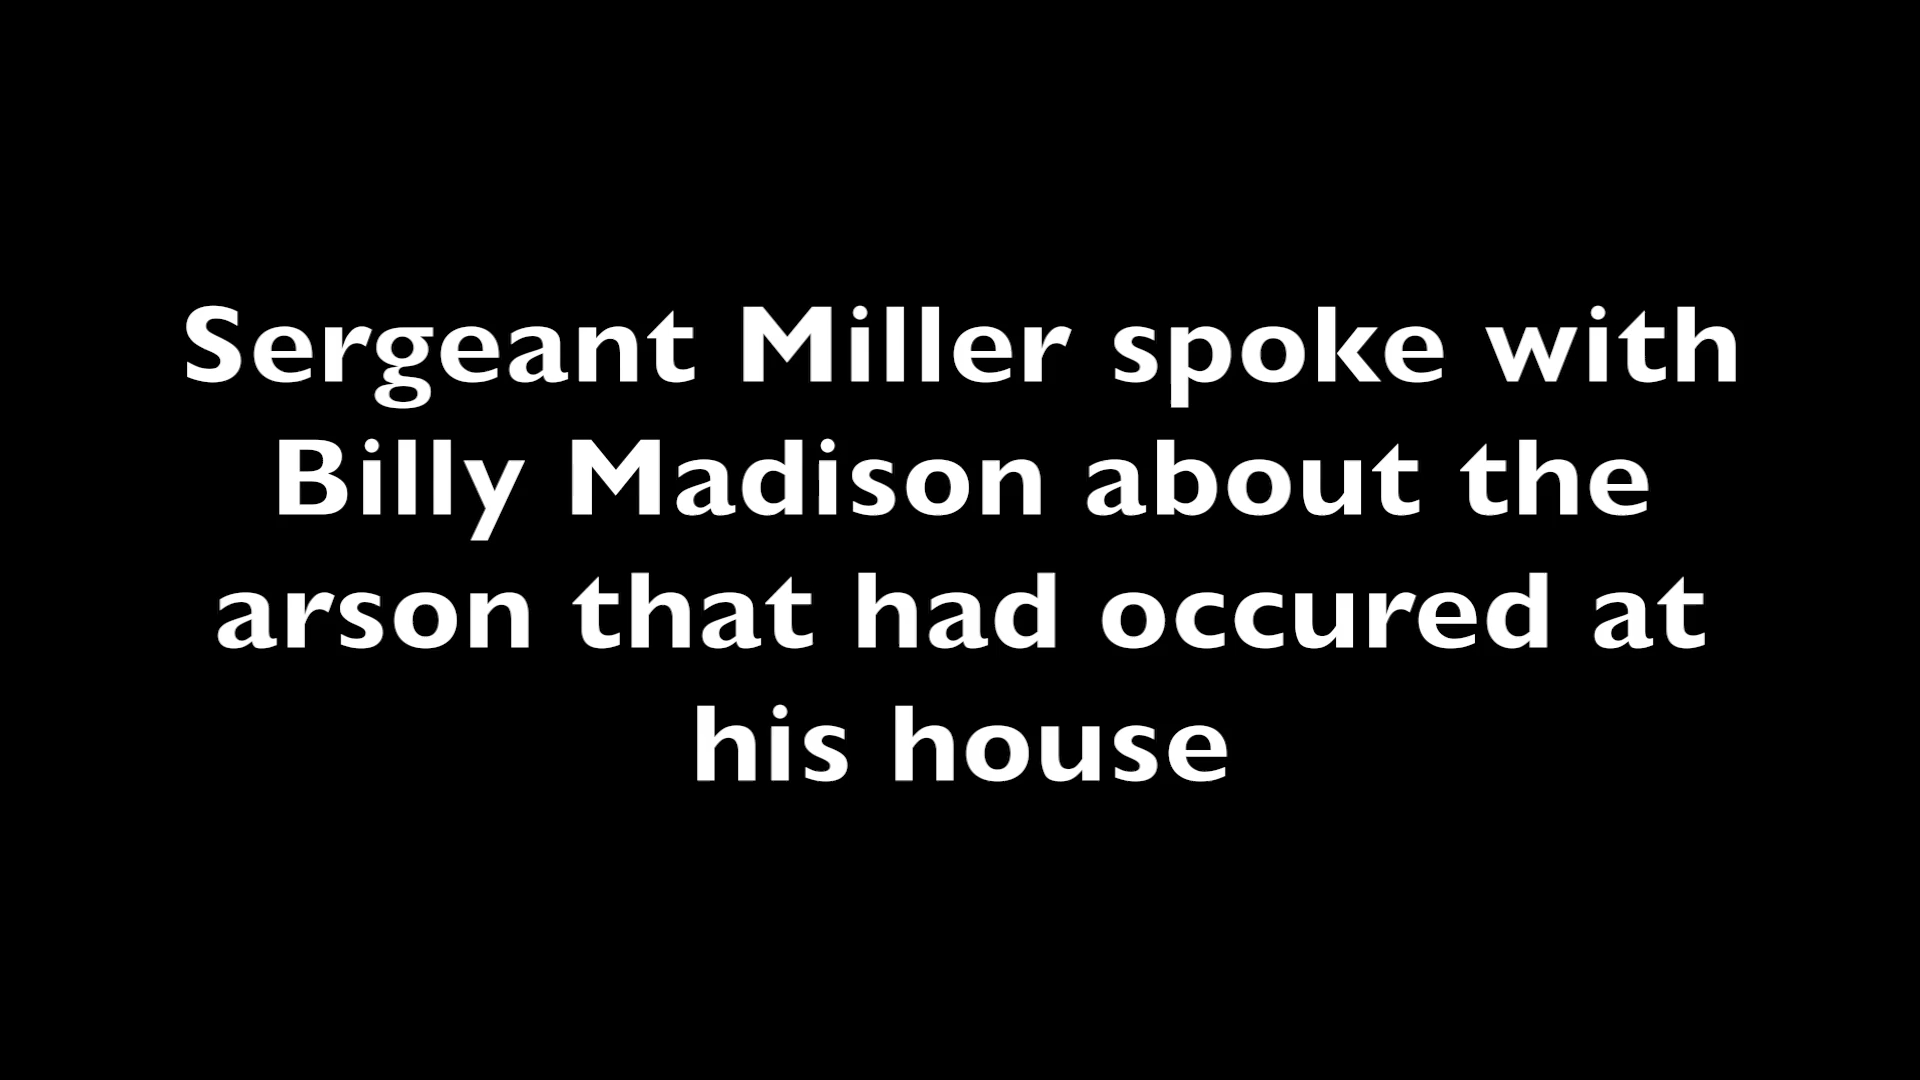 Sergeant Miller spoke with
Billy Madison about the
arson that had occured at
his house